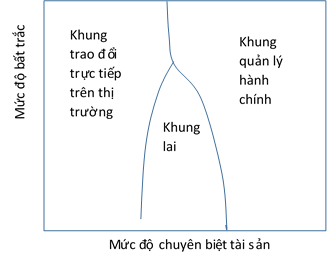 Mức độ bất trắc
Khung
trao đổi
trực tiếp
trên thị
trường
Khung
quản lý
hành
chính
Khung
lai
Mức độ chuyên biệt tài sản